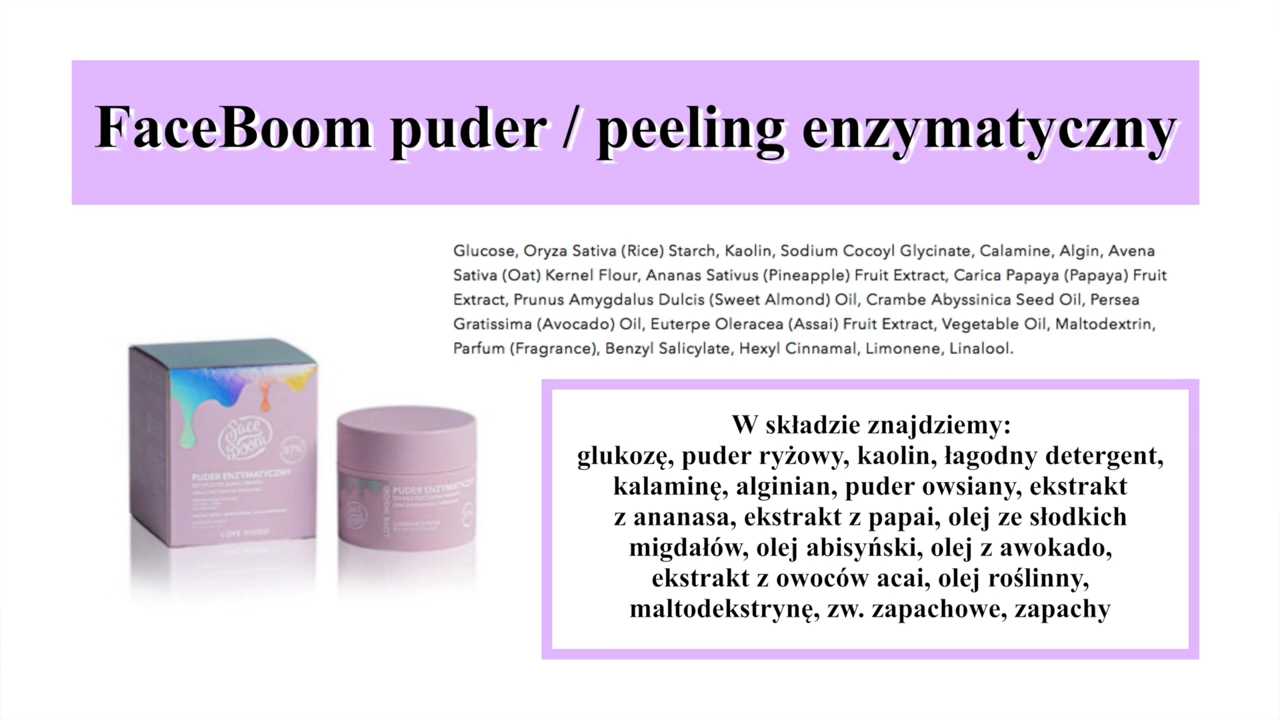 FaceBoom puder / peeling enzymatyczny
Glucose, Oryza Sativa (Rice) Starch, Kaolin, Sodium Cocoyl Glycinate, Calamine, Algin, Avena
Sativa (Oat) Kernel Flour, Ananas Sativus (Pineapple) Fruit Extract, Carica Papaya (Papaya) Fruit
Extract, Prunus Amygdalus Dulcis (Sweet Almond) Oil, Crambe Abyssinica Seed Oil, Persea
Gratissima (Avocado) Oil, Euterpe Oleracea (Assai) Fruit Extract, Vegetable Oil, Maltodextrin,
Parfum (Fragrance), Benzyl Salicylate, Hexyl Cinnamal, Limonene, Linalool.
Face
Boom
PUDER ENZYMATYCZNY
LOVE INSIDE!
PUDER ENZYMATYCZNY
W składzie znajdziemy:
glukozę, puder ryżowy, kaolin, łagodny detergent,
kalaminę, alginian, puder owsiany, ekstrakt
z ananasa, ekstrakt z papai, olej ze słodkich
migdałów, olej abisyński, olej z awokado,
ekstrakt z owoców acai, olej roślinny,
maltodekstrynę, zw. zapachowe, zapachy